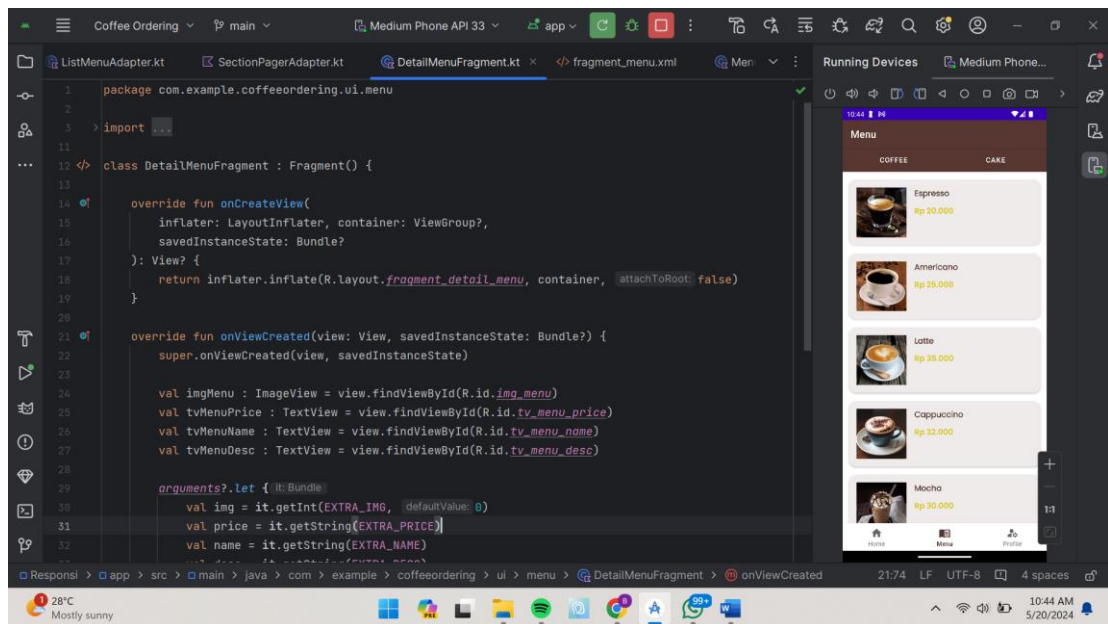 Coffee Ordering
main
Medium Phone API 33
app
ListMenuAdapter.kt
SectionPagerAdapter.kt
DetailMenuFragment.kt
fragment_menu.xml
Men
Running Devices
Medium Phone...
1 package com.example.coffeeordering.ui.menu
2
3 import ...
11
12 class DetailMenuFragment : Fragment() {
13
14 override fun onCreateView(
15 inflater: LayoutInflater, container: ViewGroup?,
16 savedInstanceState: Bundle?
17 ): View? {
18 return inflater.inflate(R.layout.fragment_detail_menu, container, attachToRoot: false)
19 }
20
21 override fun onViewCreated(view: View, savedInstanceState: Bundle?) {
22 super.onViewCreated(view, savedInstanceState)
23
24 val imgMenu : ImageView = view.findViewById(R.id.img_menu)
25 val tvMenuPrice : TextView = view.findViewById(R.id.tv_menu_price)
26 val tvMenuName : TextView = view.findViewById(R.id.tv_menu_name)
27 val tvMenuDesc : TextView = view.findViewById(R.id.tv_menu_desc)
28
29 arguments?.let { it: Bundle
30 val img = it.getInt(EXTRA_IMG, defaultValue: 0)
31 val price = it.getString(EXTRA_PRICE)
32 val name = it.getString(EXTRA_NAME)
10:44
Menu
COFFEE
CAKE
Espresso
Rp 20.000
Americano
Rp 25.000
Latte
Rp 35.000
Cappuccino
Rp 32.000
Mocha
Rp 30.000
Home
Menu
Profile
1:1
Responsi > app > src > main > java > com > example > coffeeordering > ui > menu > DetailMenuFragment > onViewCreated
21:74 LF UTF-8 4 spaces
28°C
Mostly sunny
PRE
99+
10:44 AM
5/20/2024